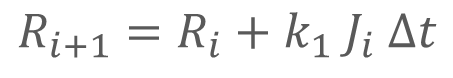 R_{i+1} = R_i + k_1 J_i Δt